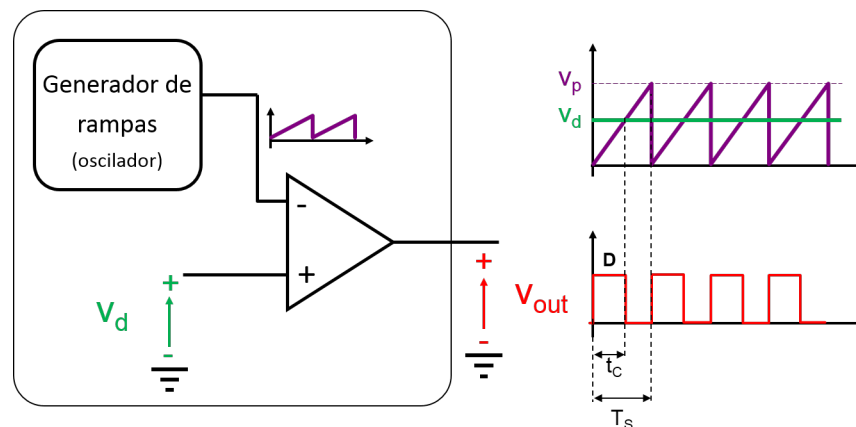 Generador de
rampas
(oscilador)
-
+
+
v_d
-
+
v_out
-
v_p
v_d
D
t_C
T_S